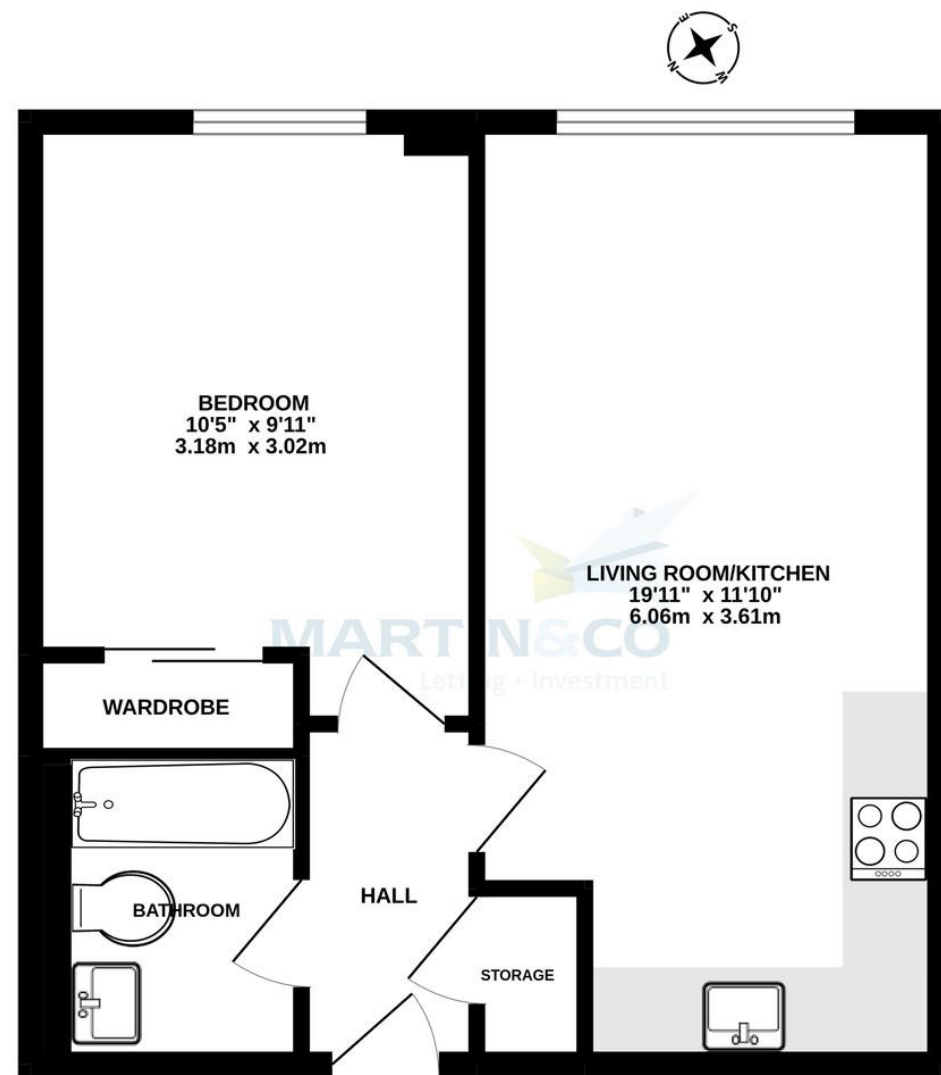 E
S
N
W
BEDROOM
10'5" x 9'11"
3.18m x 3.02m
LIVING ROOM/KITCHEN
19'11" x 11'10"
6.06m x 3.61m
MARTIN&CO
Letting • Investment
WARDROBE
HALL
BATHROOM
STORAGE